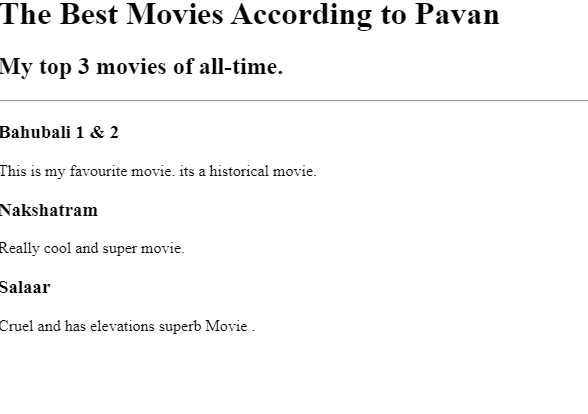 The Best Movies According to Pavan
My top 3 movies of all-time.
Bahubali 1 & 2
This is my favourite movie. its a historical movie.
Nakshatram
Really cool and super movie.
Salaar
Cruel and has elevations superb Movie .